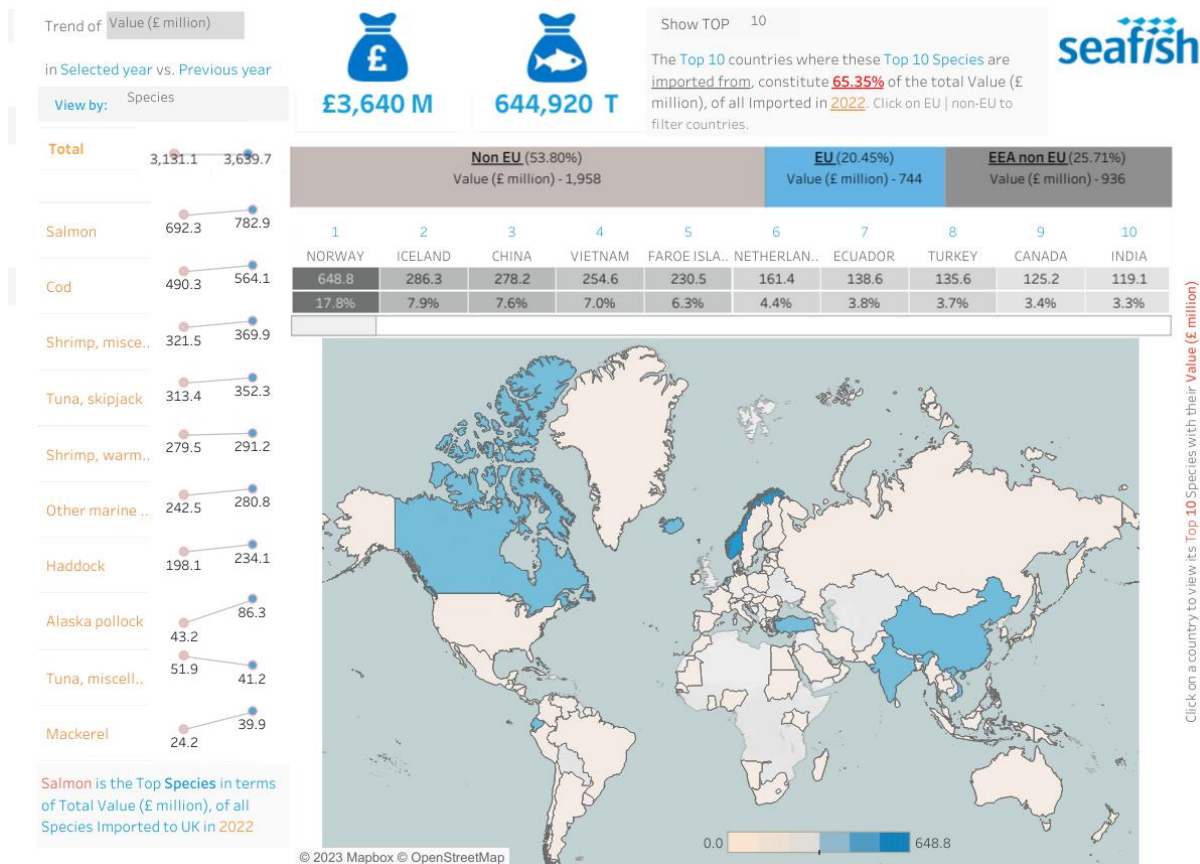 Trend of Value (£ million)
in Selected year vs. Previous year
View by: Species
£
£3,640 M
644,920 T
Show TOP 10
The Top 10 countries where these Top 10 Species are
imported from, constitute 65.35% of the total Value (£
million), of all Imported in 2022. Click on EU | non-EU to
filter countries.
seafish
Total
3,131.1 3,639.7
Salmon
692.3 782.9
Cod
490.3 564.1
Shrimp, misce..
321.5 369.9
Tuna, skipjack
313.4 352.3
Shrimp, warm..
279.5 291.2
Other marine ..
242.5 280.8
Haddock
198.1 234.1
Alaska pollock
43.2 86.3
Tuna, miscell..
51.9 41.2
Mackerel
24.2 39.9
Salmon is the Top Species in terms
of Total Value (£ million), of all
Species Imported to UK in 2022
Non EU (53.80%)
Value (£ million) - 1,958
EU (20.45%)
Value (£ million) - 744
EEA non EU (25.71%)
Value (£ million) - 936
1 2 3 4 5 6 7 8 9 10
NORWAY ICELAND CHINA VIETNAM FAROE ISLA.. NETHERLAN.. ECUADOR TURKEY CANADA INDIA
648.8 286.3 278.2 254.6 230.5 161.4 138.6 135.6 125.2 119.1
17.8% 7.9% 7.6% 7.0% 6.3% 4.4% 3.8% 3.7% 3.4% 3.3%
0.0 648.8
© 2023 Mapbox © OpenStreetMap
Click on a country to view its Top 10 Species with their Value (£ million)